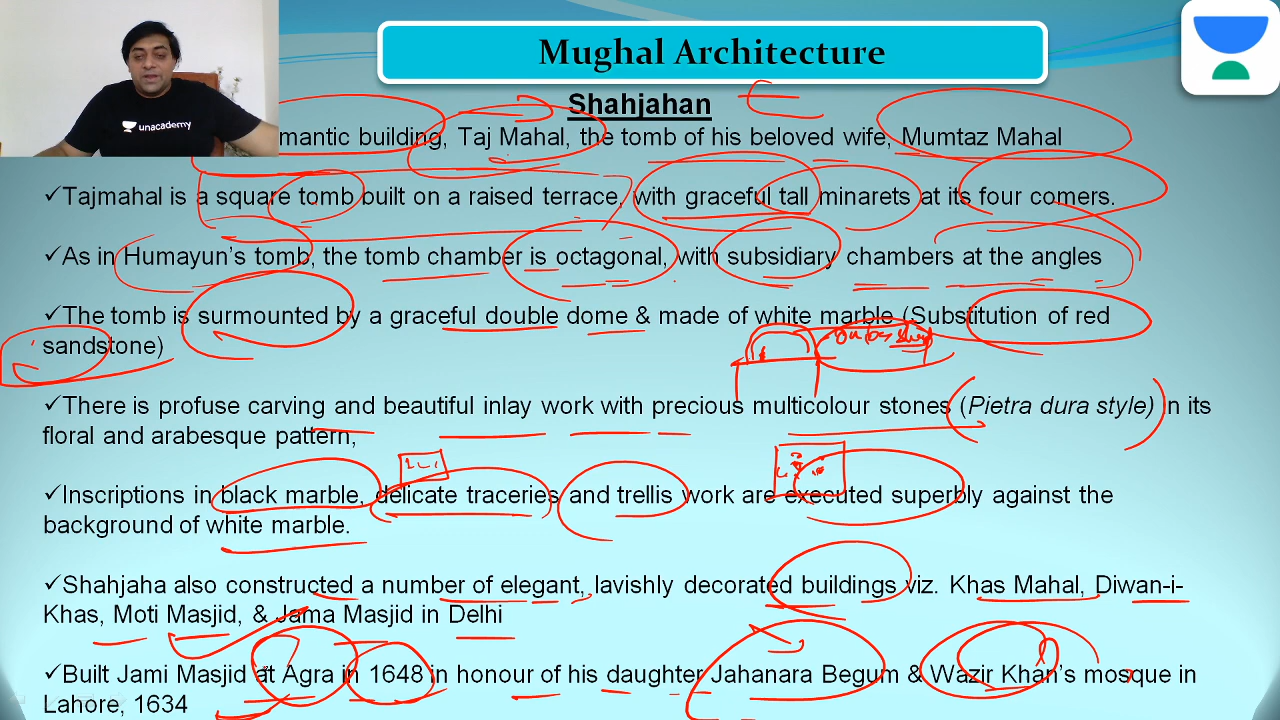 Mughal Architecture
unacademy
Shahjahan
mantic building, Taj Mahal, the tomb of his beloved wife, Mumtaz Mahal
✓Tajmahal is a square tomb built on a raised terrace, with graceful tall minarets at its four comers.
✓As in Humayun's tomb, the tomb chamber is octagonal, with subsidiary chambers at the angles
✓The tomb is surmounted by a graceful double dome & made of white marble (Substitution of red
sandstone)
✓There is profuse carving and beautiful inlay work with precious multicolour stones (Pietra dura style) in its
floral and arabesque pattern;
✓Inscriptions in black marble, delicate traceries and trellis work are executed superbly against the
background of white marble.
✓Shahjaha also constructed a number of elegant, lavishly decorated buildings viz. Khas Mahal, Diwan-i-
Khas, Moti Masjid, & Jama Masjid in Delhi
✓Built Jami Masjid at Agra in 1648 in honour of his daughter Jahanara Begum & Wazir Khan's mosque in
Lahore, 1634